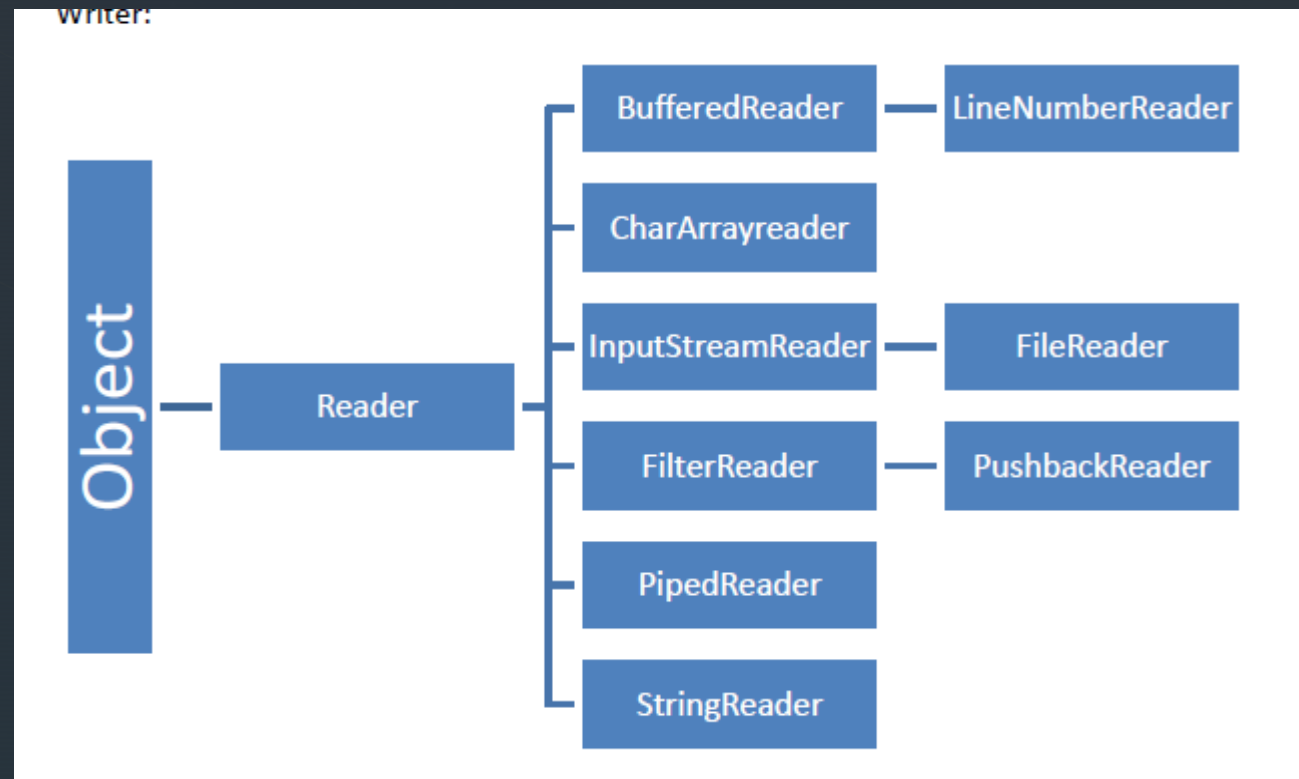 Writer:
BufferedReader
LineNumberReader
CharArrayreader
InputStreamReader
FileReader
Object
Reader
FilterReader
PushbackReader
PipedReader
StringReader